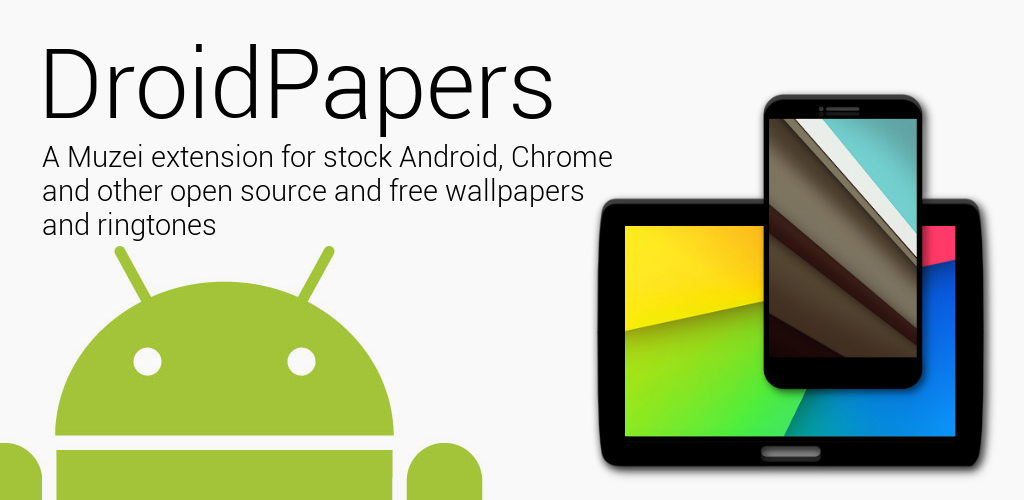 DroidPapers
A Muzei extension for stock Android, Chrome
and other open source and free wallpapers
and ringtones